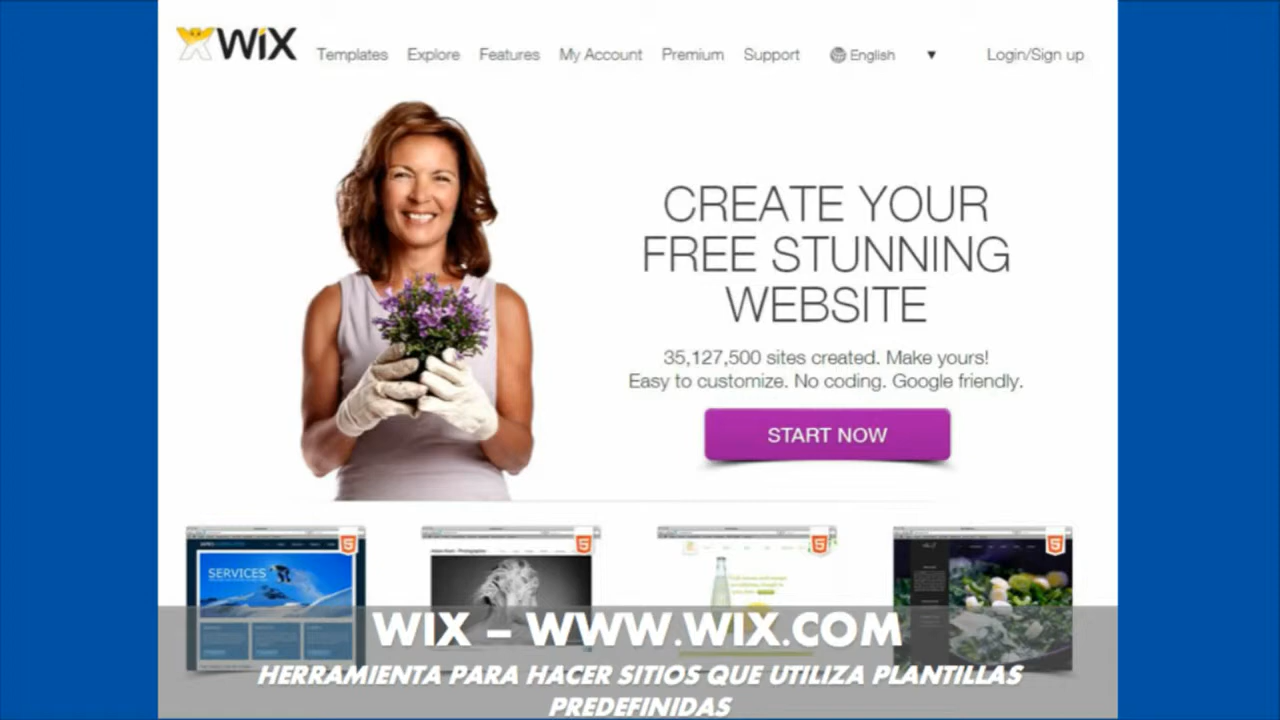 WiX
Templates Explore Features My Account Premium Support English Login/Sign up
CREATE YOUR
FREE STUNNING
WEBSITE
35,127,500 sites created. Make yours!
Easy to customize. No coding. Google friendly.
START NOW
SERVICES
WIX – WWW.WIX.COM
HERRAMIENTA PARA HACER SITIOS QUE UTILIZA PLANTILLAS
PREDEFINIDAS